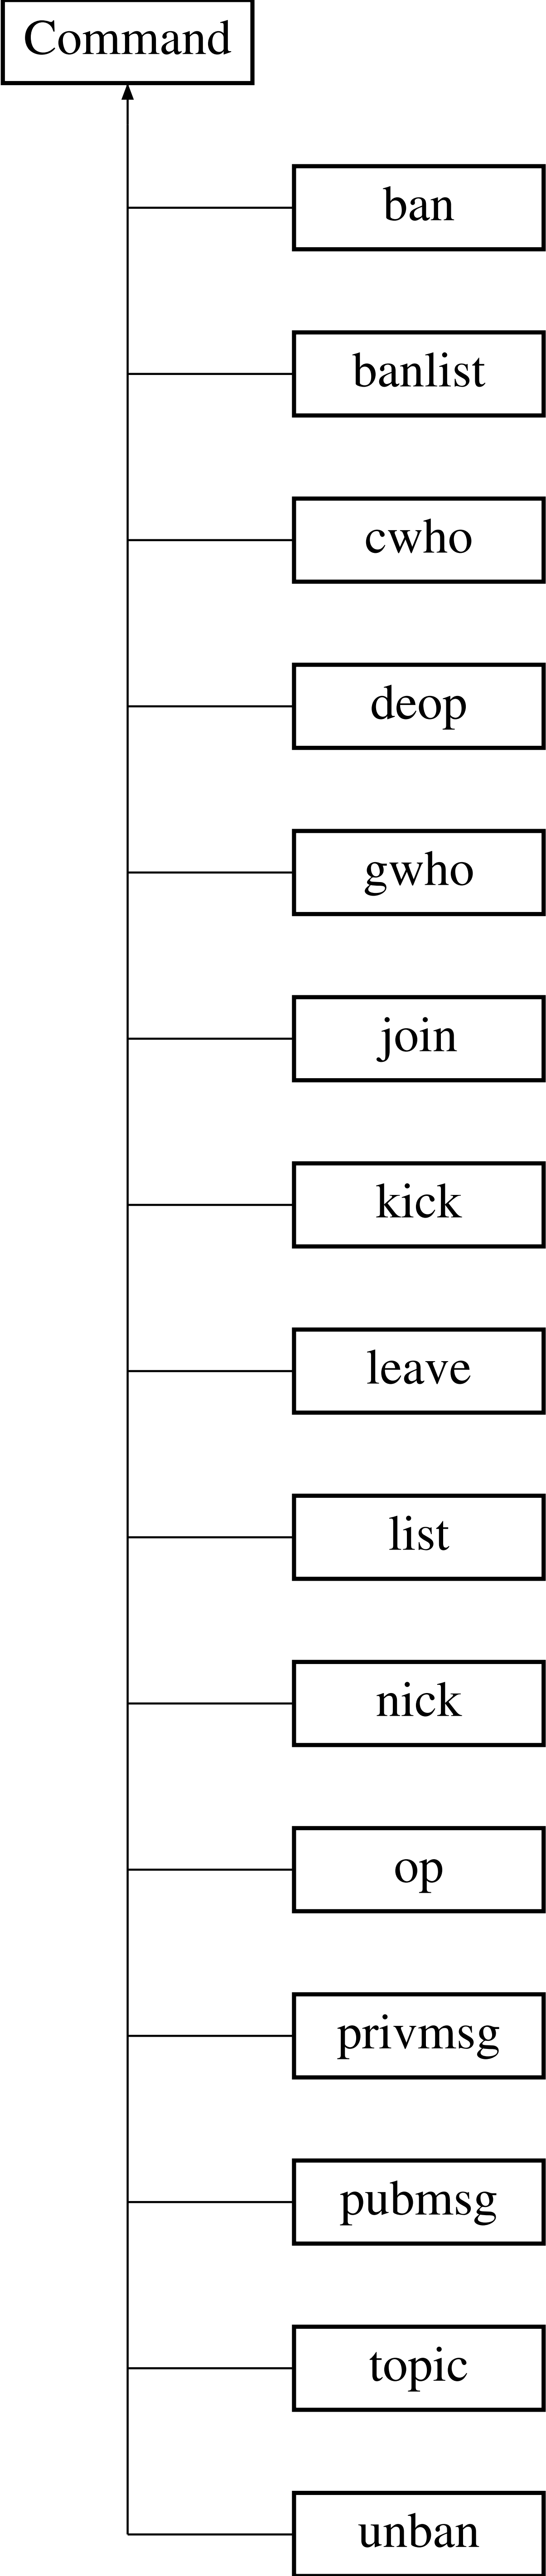 Command
ban
banlist
cwho
deop
gwho
join
kick
leave
list
nick
op
privmsg
pubmsg
topic
unban